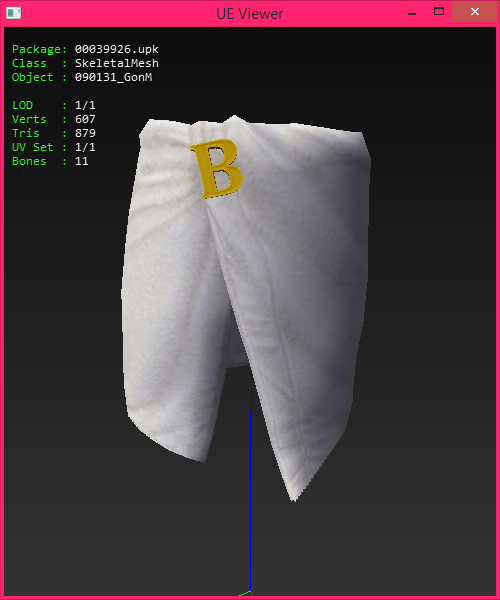 UE Viewer
Package: 00039926.upk
Class : SkeletalMesh
Object : 090131_GonM
LOD : 1/1
Verts : 607
Tris : 879
UV Set : 1/1
Bones : 11
B